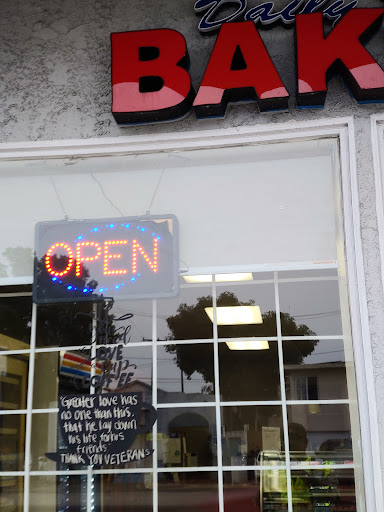 Daily
BAK
OPEN
"Greater love has
no one than this.
that he lay down
his life for his
friends"
THANK YOU VETERANS